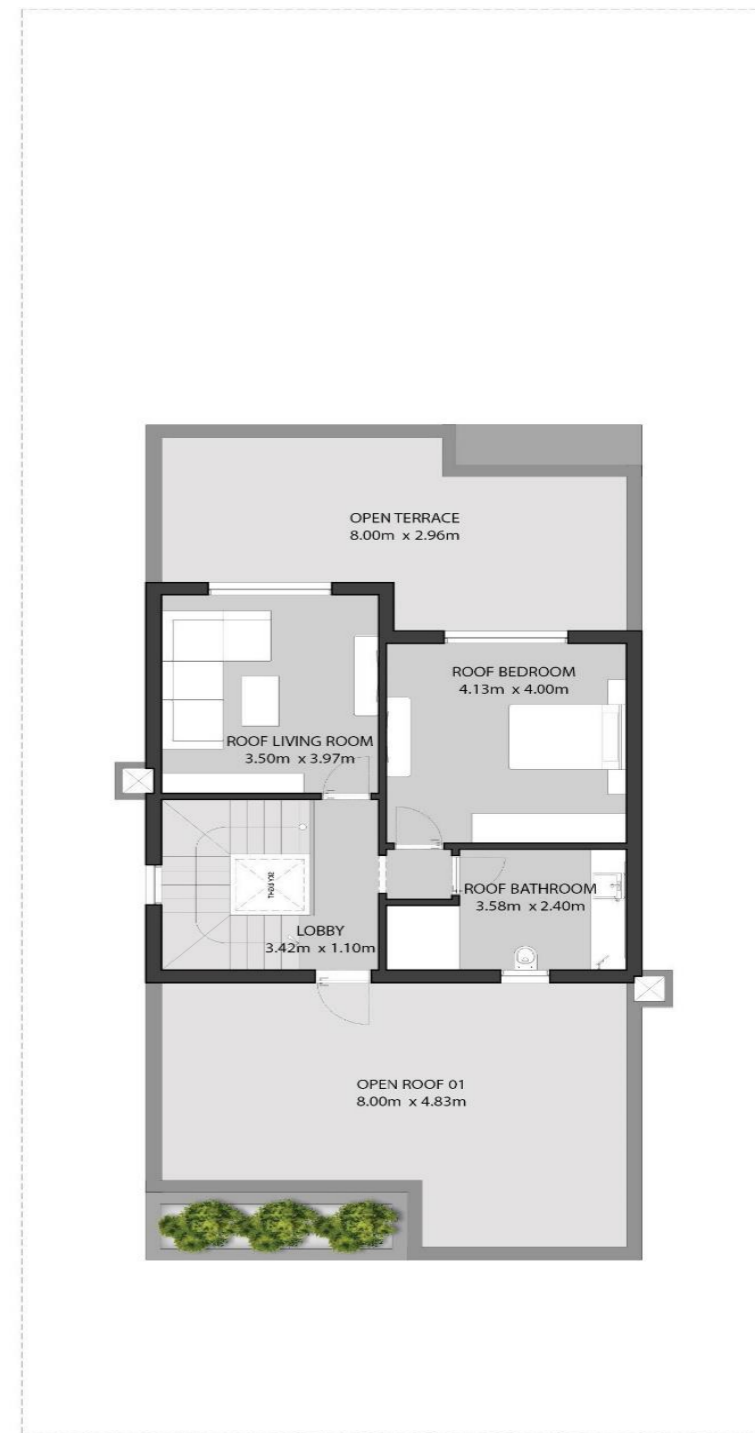 OPEN TERRACE
8.00m x 2.96m
ROOF BEDROOM
4.13m x 4.00m
ROOF LIVING ROOM
3.50m x 3.97m
ROOF BATHROOM
3.58m x 2.40m
LOBBY
3.42m x 1.10m
OPEN ROOF 01
8.00m x 4.83m